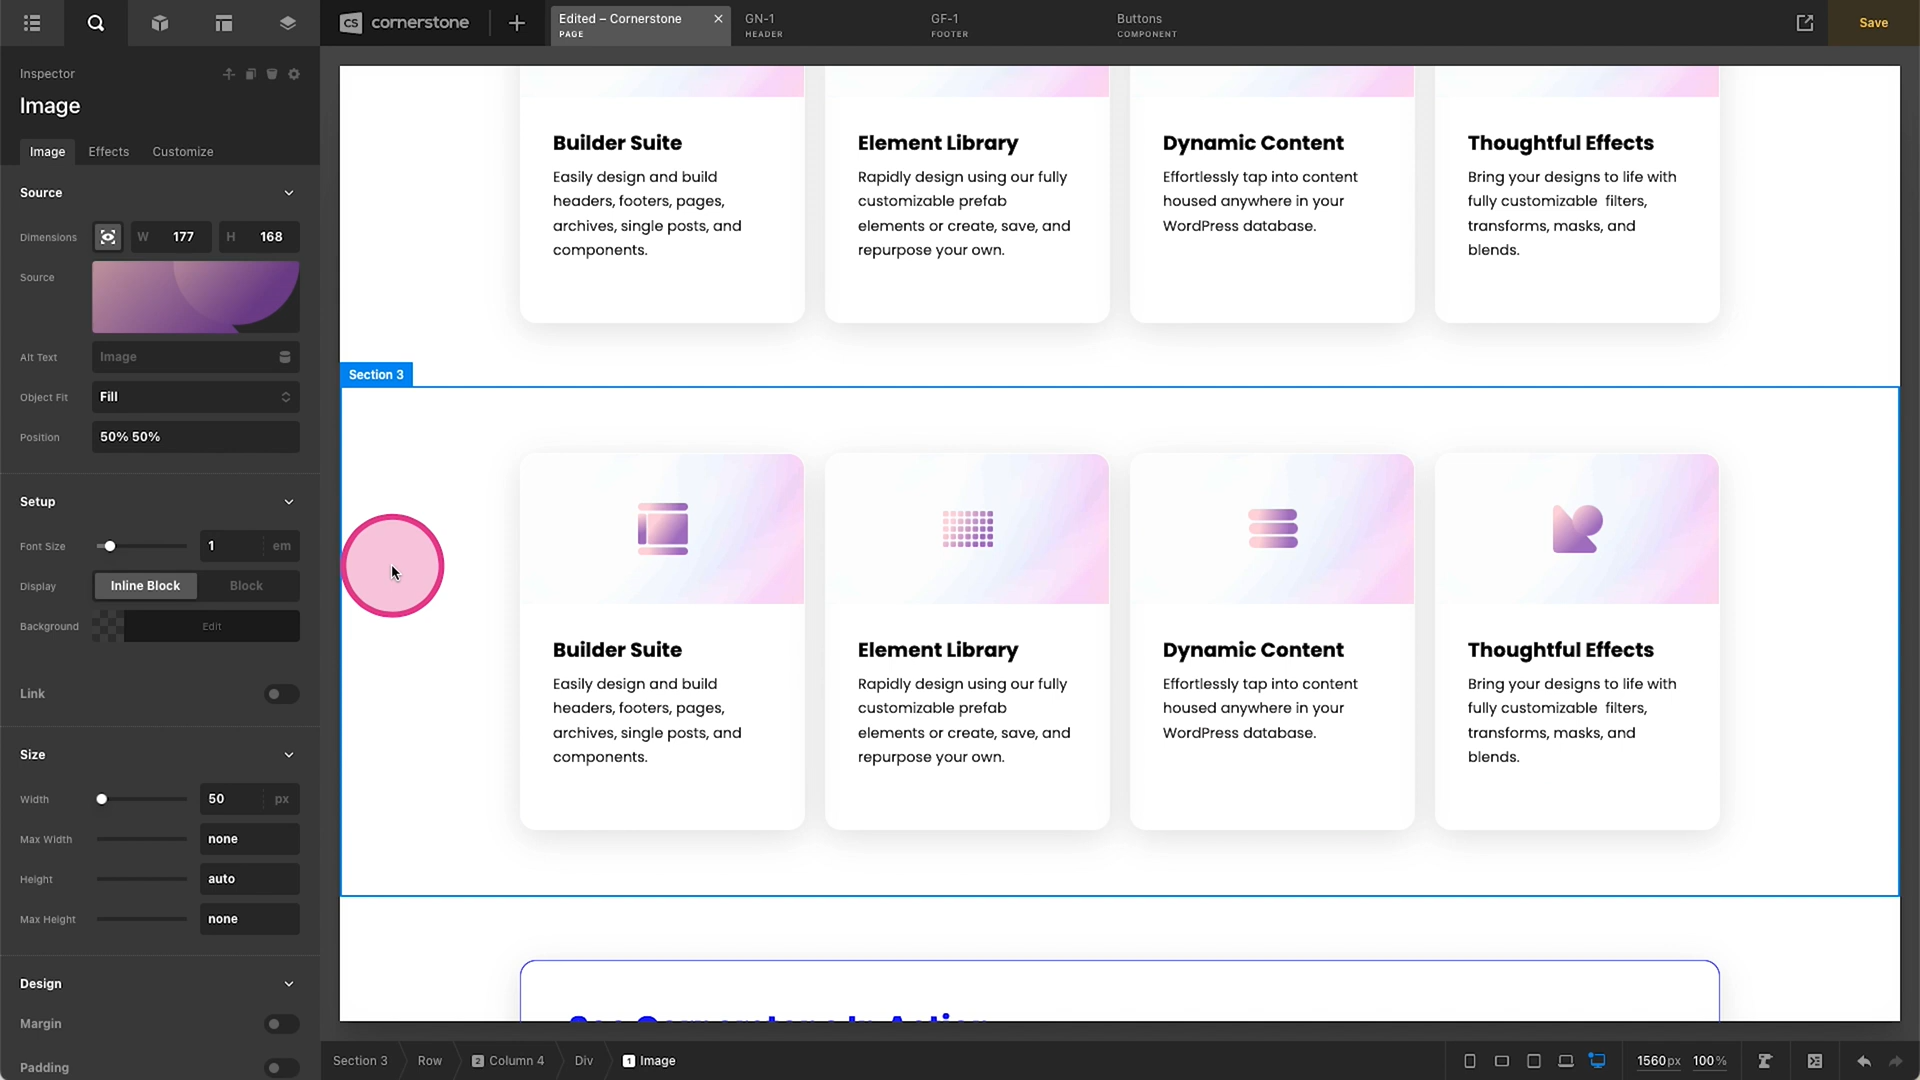 cs cornerstone
Edited – Cornerstone
PAGE
GN-1
HEADER
GF-1
FOOTER
Buttons
COMPONENT
Save
Inspector
Image
Image Effects Customize
Source
Dimensions W 177 H 168
Source
Alt Text Image
Object Fit Fill
Position 50% 50%
Setup
Font Size 1 em
Display Inline Block Block
Background Edit
Link
Size
Width 50 px
Max Width none
Height auto
Max Height none
Design
Margin
Padding
Builder Suite
Easily design and build
headers, footers, pages,
archives, single posts, and
components.
Element Library
Rapidly design using our fully
customizable prefab
elements or create, save, and
repurpose your own.
Dynamic Content
Effortlessly tap into content
housed anywhere in your
WordPress database.
Thoughtful Effects
Bring your designs to life with
fully customizable filters,
transforms, masks, and
blends.
Section 3
Builder Suite
Easily design and build
headers, footers, pages,
archives, single posts, and
components.
Element Library
Rapidly design using our fully
customizable prefab
elements or create, save, and
repurpose your own.
Dynamic Content
Effortlessly tap into content
housed anywhere in your
WordPress database.
Thoughtful Effects
Bring your designs to life with
fully customizable filters,
transforms, masks, and
blends.
See Cornerstone In Action
Section 3 Row 2 Column 4 Div 1 Image
1560px 100%